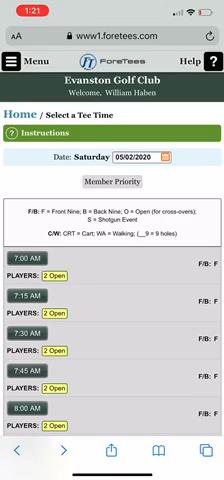 1:21
AA
www1.foretees.com
Menu
FT
ForeTees
Help
?
Evanston Golf Club
Welcome, William Haben
Home / Select a Tee Time
? Instructions
Date: Saturday 05/02/2020
Member Priority
F/B: F = Front Nine; B = Back Nine; O = Open (for cross-overs);
S = Shotgun Event
C/W: CRT = Cart; WA = Walking; (__9 = 9 holes)
7:00 AM F/B: F
PLAYERS: 2 Open
7:15 AM F/B: F
PLAYERS: 2 Open
7:30 AM F/B: F
PLAYERS: 2 Open
7:45 AM F/B: F
PLAYERS: 2 Open
8:00 AM F/B: F
PLAYERS: 2 Open